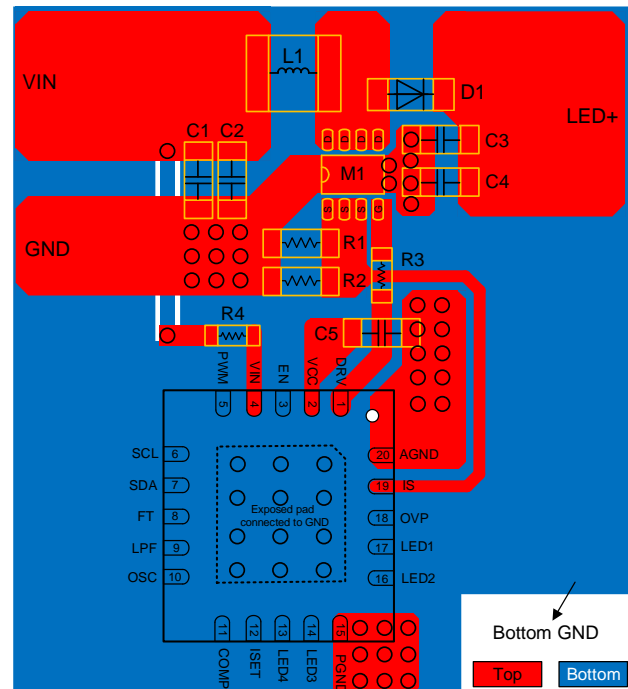 L1
VIN
D1
LED+
C1 C2
C3
M1
C4
GND
R1
R3
R2
R4
C5
PWM
VIN
EN
VCC
DRV
5
4
3
2
1
SCL 6
20 AGND
SDA 7
19 IS
FT 8
18 OVP
LPF 9
17 LED1
OSC 10
16 LED2
Exposed pad
connected to GND
11
12
13
14
15
COMP
ISET
LED4
LED3
PGND
Bottom GND
Top
Bottom